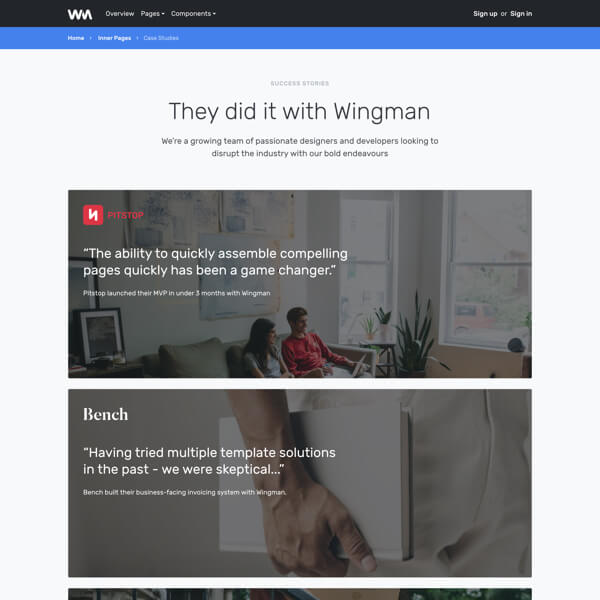 WM
Overview Pages Components
Sign up or Sign in
Home Inner Pages Case Studies
SUCCESS STORIES
They did it with Wingman
We're a growing team of passionate designers and developers looking to
disrupt the industry with our bold endeavours
PITSTOP
“The ability to quickly assemble compelling
pages quickly has been a game changer.”
Pitstop launched their MVP in under 3 months with Wingman
Bench
“Having tried multiple template solutions
in the past - we were skeptical...”
Bench built their business-facing invoicing system with Wingman.